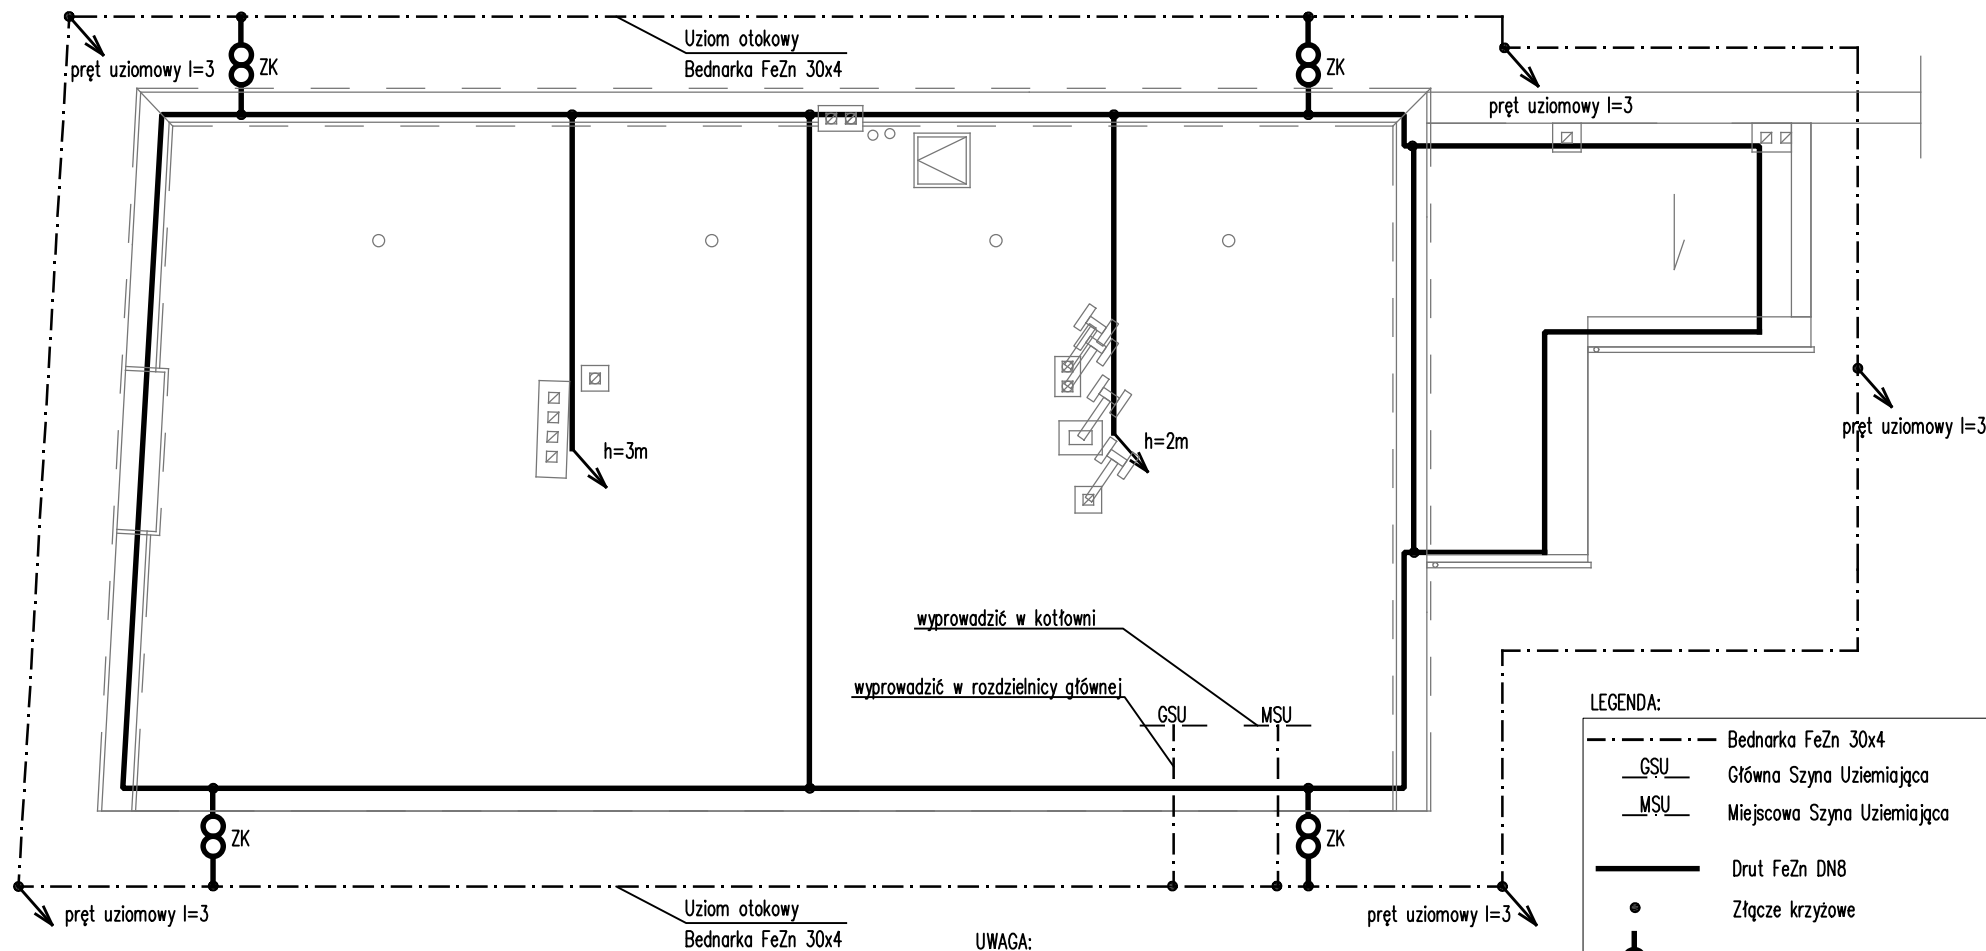 Uziom otokowy
Bednarka FeZn 30x4
pręt uziomowy l=3
ZK
ZK
pręt uziomowy l=3
h=3m
h=2m
pręt uziomowy l=3
wyprowadzić w kotłowni
wyprowadzić w rozdzielnicy głównej
GSU
MSU
LEGENDA:
Bednarka FeZn 30x4
GSU
Główna Szyna Uziemiająca
MSU
Miejscowa Szyna Uziemiająca
ZK
ZK
Drut FeZn DN8
Złącze krzyżowe
pręt uziomowy l=3
Uziom otokowy
Bednarka FeZn 30x4
pręt uziomowy l=3
UWAGA: